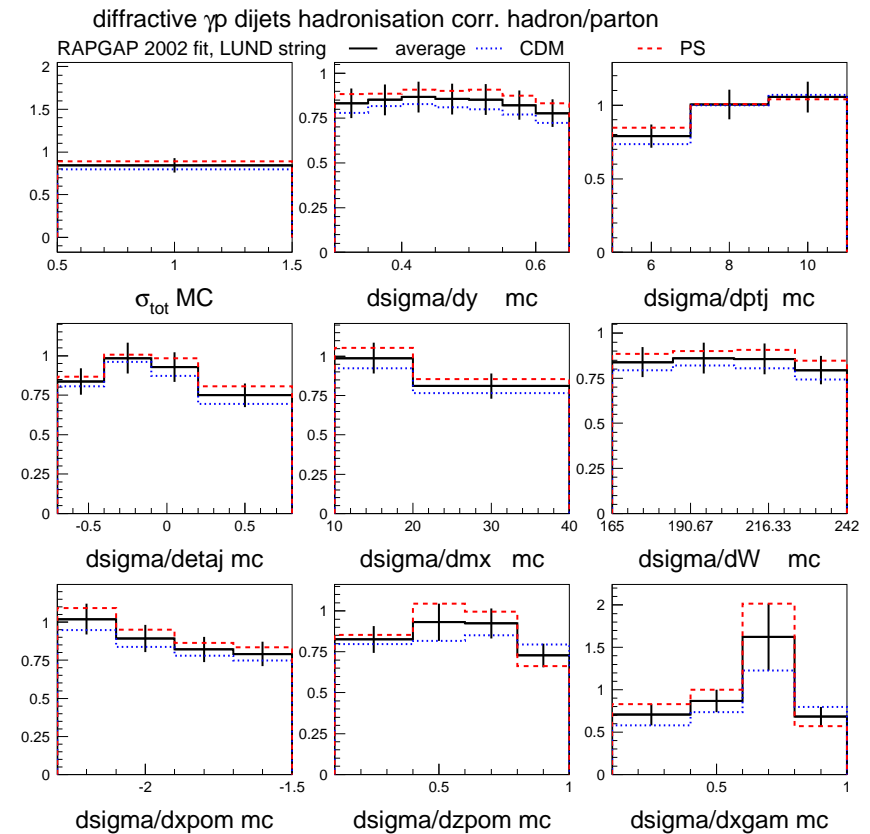 diffractive γp dijets hadronisation corr. hadron/parton
RAPGAP 2002 fit, LUND string average CDM PS
2
1.5
1
0.5
0
0.5 1 1.5
σtot MC
1
0.75
0.5
0.25
0
0.4 0.6
dsigma/dy mc
1
0.5
0
6 8 10
dsigma/dptj mc
1
0.75
0.5
0.25
0
-0.5 0 0.5
dsigma/detaj mc
1
0.75
0.5
0.25
0
10 20 30 40
dsigma/dmx mc
1
0.75
0.5
0.25
0
165 190.67 216.33 242
dsigma/dW mc
1
0.75
0.5
0.25
0
-2 -1.5
dsigma/dxpom mc
1
0.75
0.5
0.25
0
0.5 1
dsigma/dzpom mc
2
1.5
1
0.5
0
0.5 1
dsigma/dxgam mc